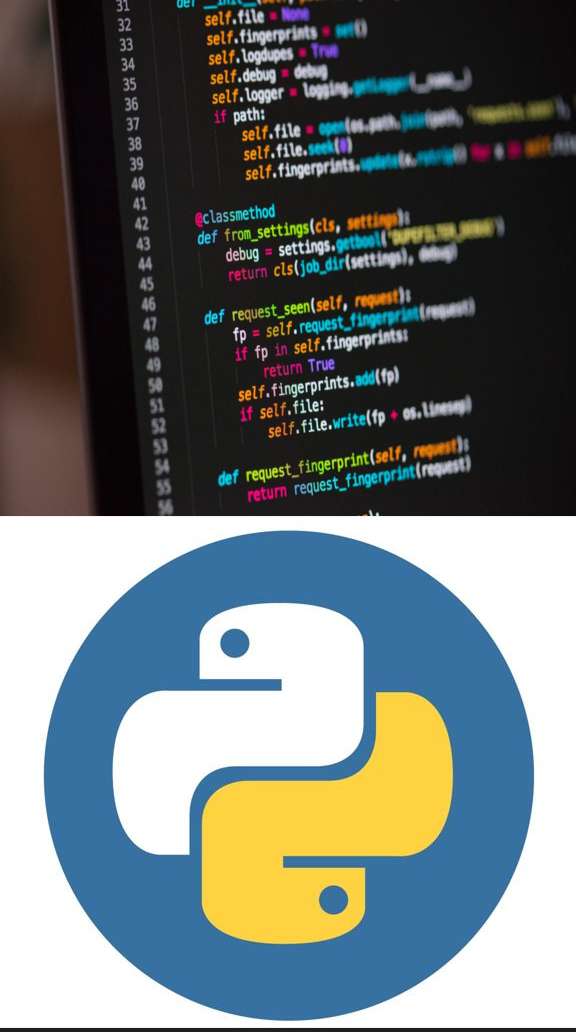 31 def __init__(self,
32 self.file = None
33 self.fingerprints = set()
34 self.logdupes = True
35 self.debug = debug
36 self.logger = logging.getLogger(__name__)
37 if path:
38 self.file = open(os.path.join(path, 'requests.seen'),
39 self.file.seek(0)
40 self.fingerprints.update(x.rstrip() for x in self.file
41
42 @classmethod
43 def from_settings(cls, settings):
44 debug = settings.getbool('DUPEFILTER_DEBUG')
45 return cls(job_dir(settings), debug)
46
47 def request_seen(self, request):
48 fp = self.request_fingerprint(request)
49 if fp in self.fingerprints:
50 return True
51 self.fingerprints.add(fp)
52 if self.file:
53 self.file.write(fp + os.linesep)
54
55 def request_fingerprint(self, request):
56 return request_fingerprint(request)